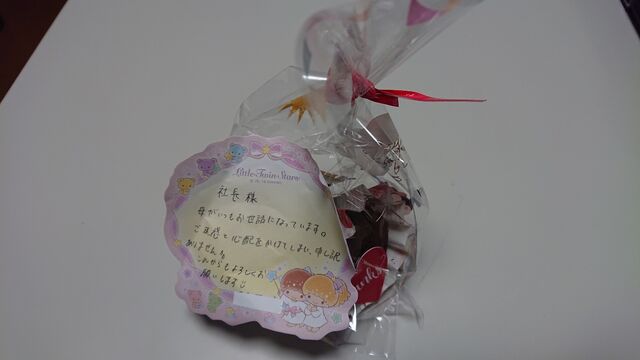 Little Twin Stars
社長様
母がいつもお世話になっています。
ご迷惑と心配をかけてしまい、申し訳
ありません。
これからもよろしくお
願いします